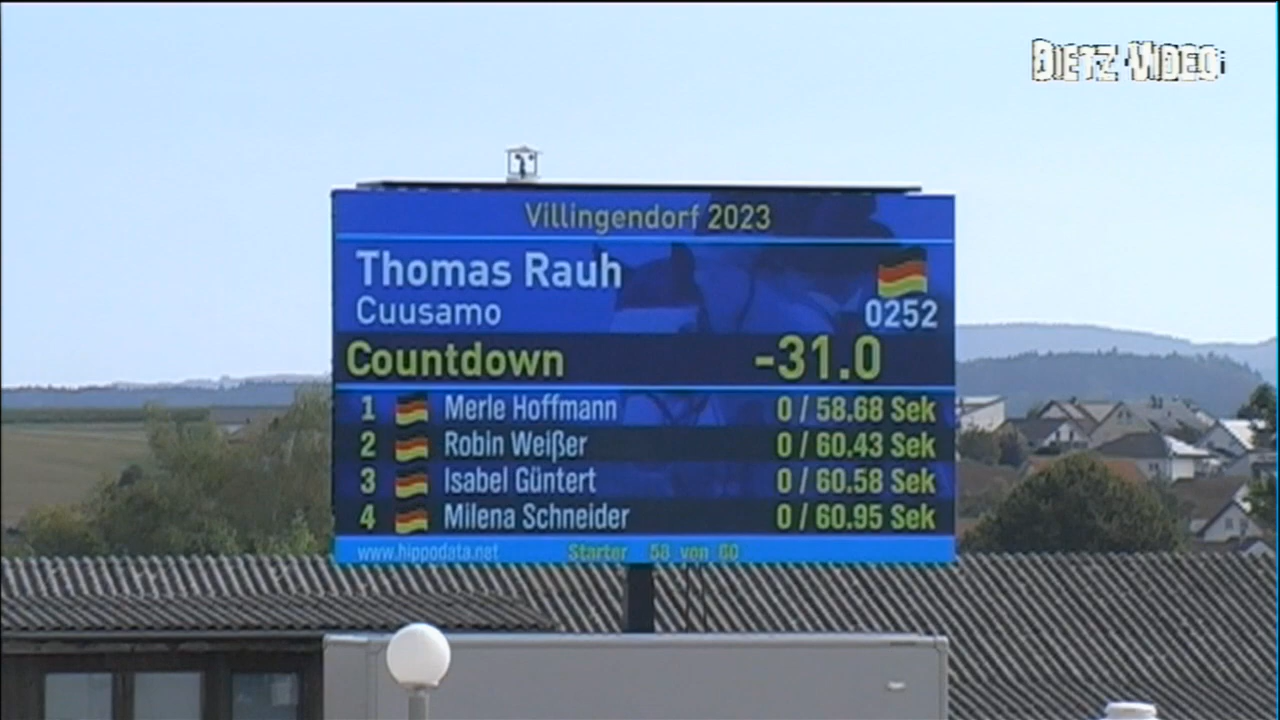 DIETZ VIDEO
Villingendorf 2023
Thomas Rauh
Cuusamo
0252
Countdown -31.0
1 Merle Hoffmann 0 / 58.68 Sek
2 Robin Weißer 0 / 60.43 Sek
3 Isabel Güntert 0 / 60.58 Sek
4 Milena Schneider 0 / 60.95 Sek
www.hippodata.net Starter 58 von 60